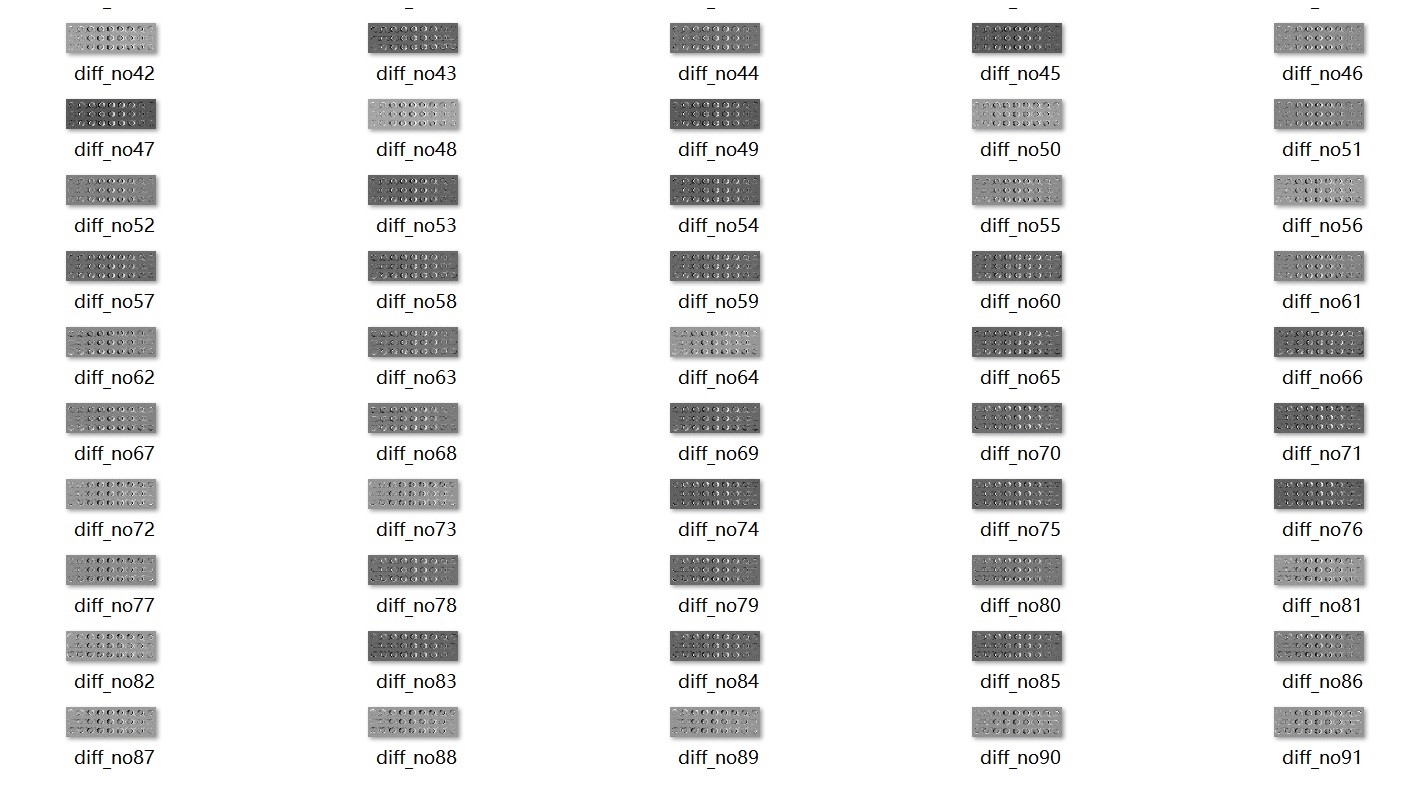 diff_no42 diff_no43 diff_no44 diff_no45 diff_no46
diff_no47 diff_no48 diff_no49 diff_no50 diff_no51
diff_no52 diff_no53 diff_no54 diff_no55 diff_no56
diff_no57 diff_no58 diff_no59 diff_no60 diff_no61
diff_no62 diff_no63 diff_no64 diff_no65 diff_no66
diff_no67 diff_no68 diff_no69 diff_no70 diff_no71
diff_no72 diff_no73 diff_no74 diff_no75 diff_no76
diff_no77 diff_no78 diff_no79 diff_no80 diff_no81
diff_no82 diff_no83 diff_no84 diff_no85 diff_no86
diff_no87 diff_no88 diff_no89 diff_no90 diff_no91